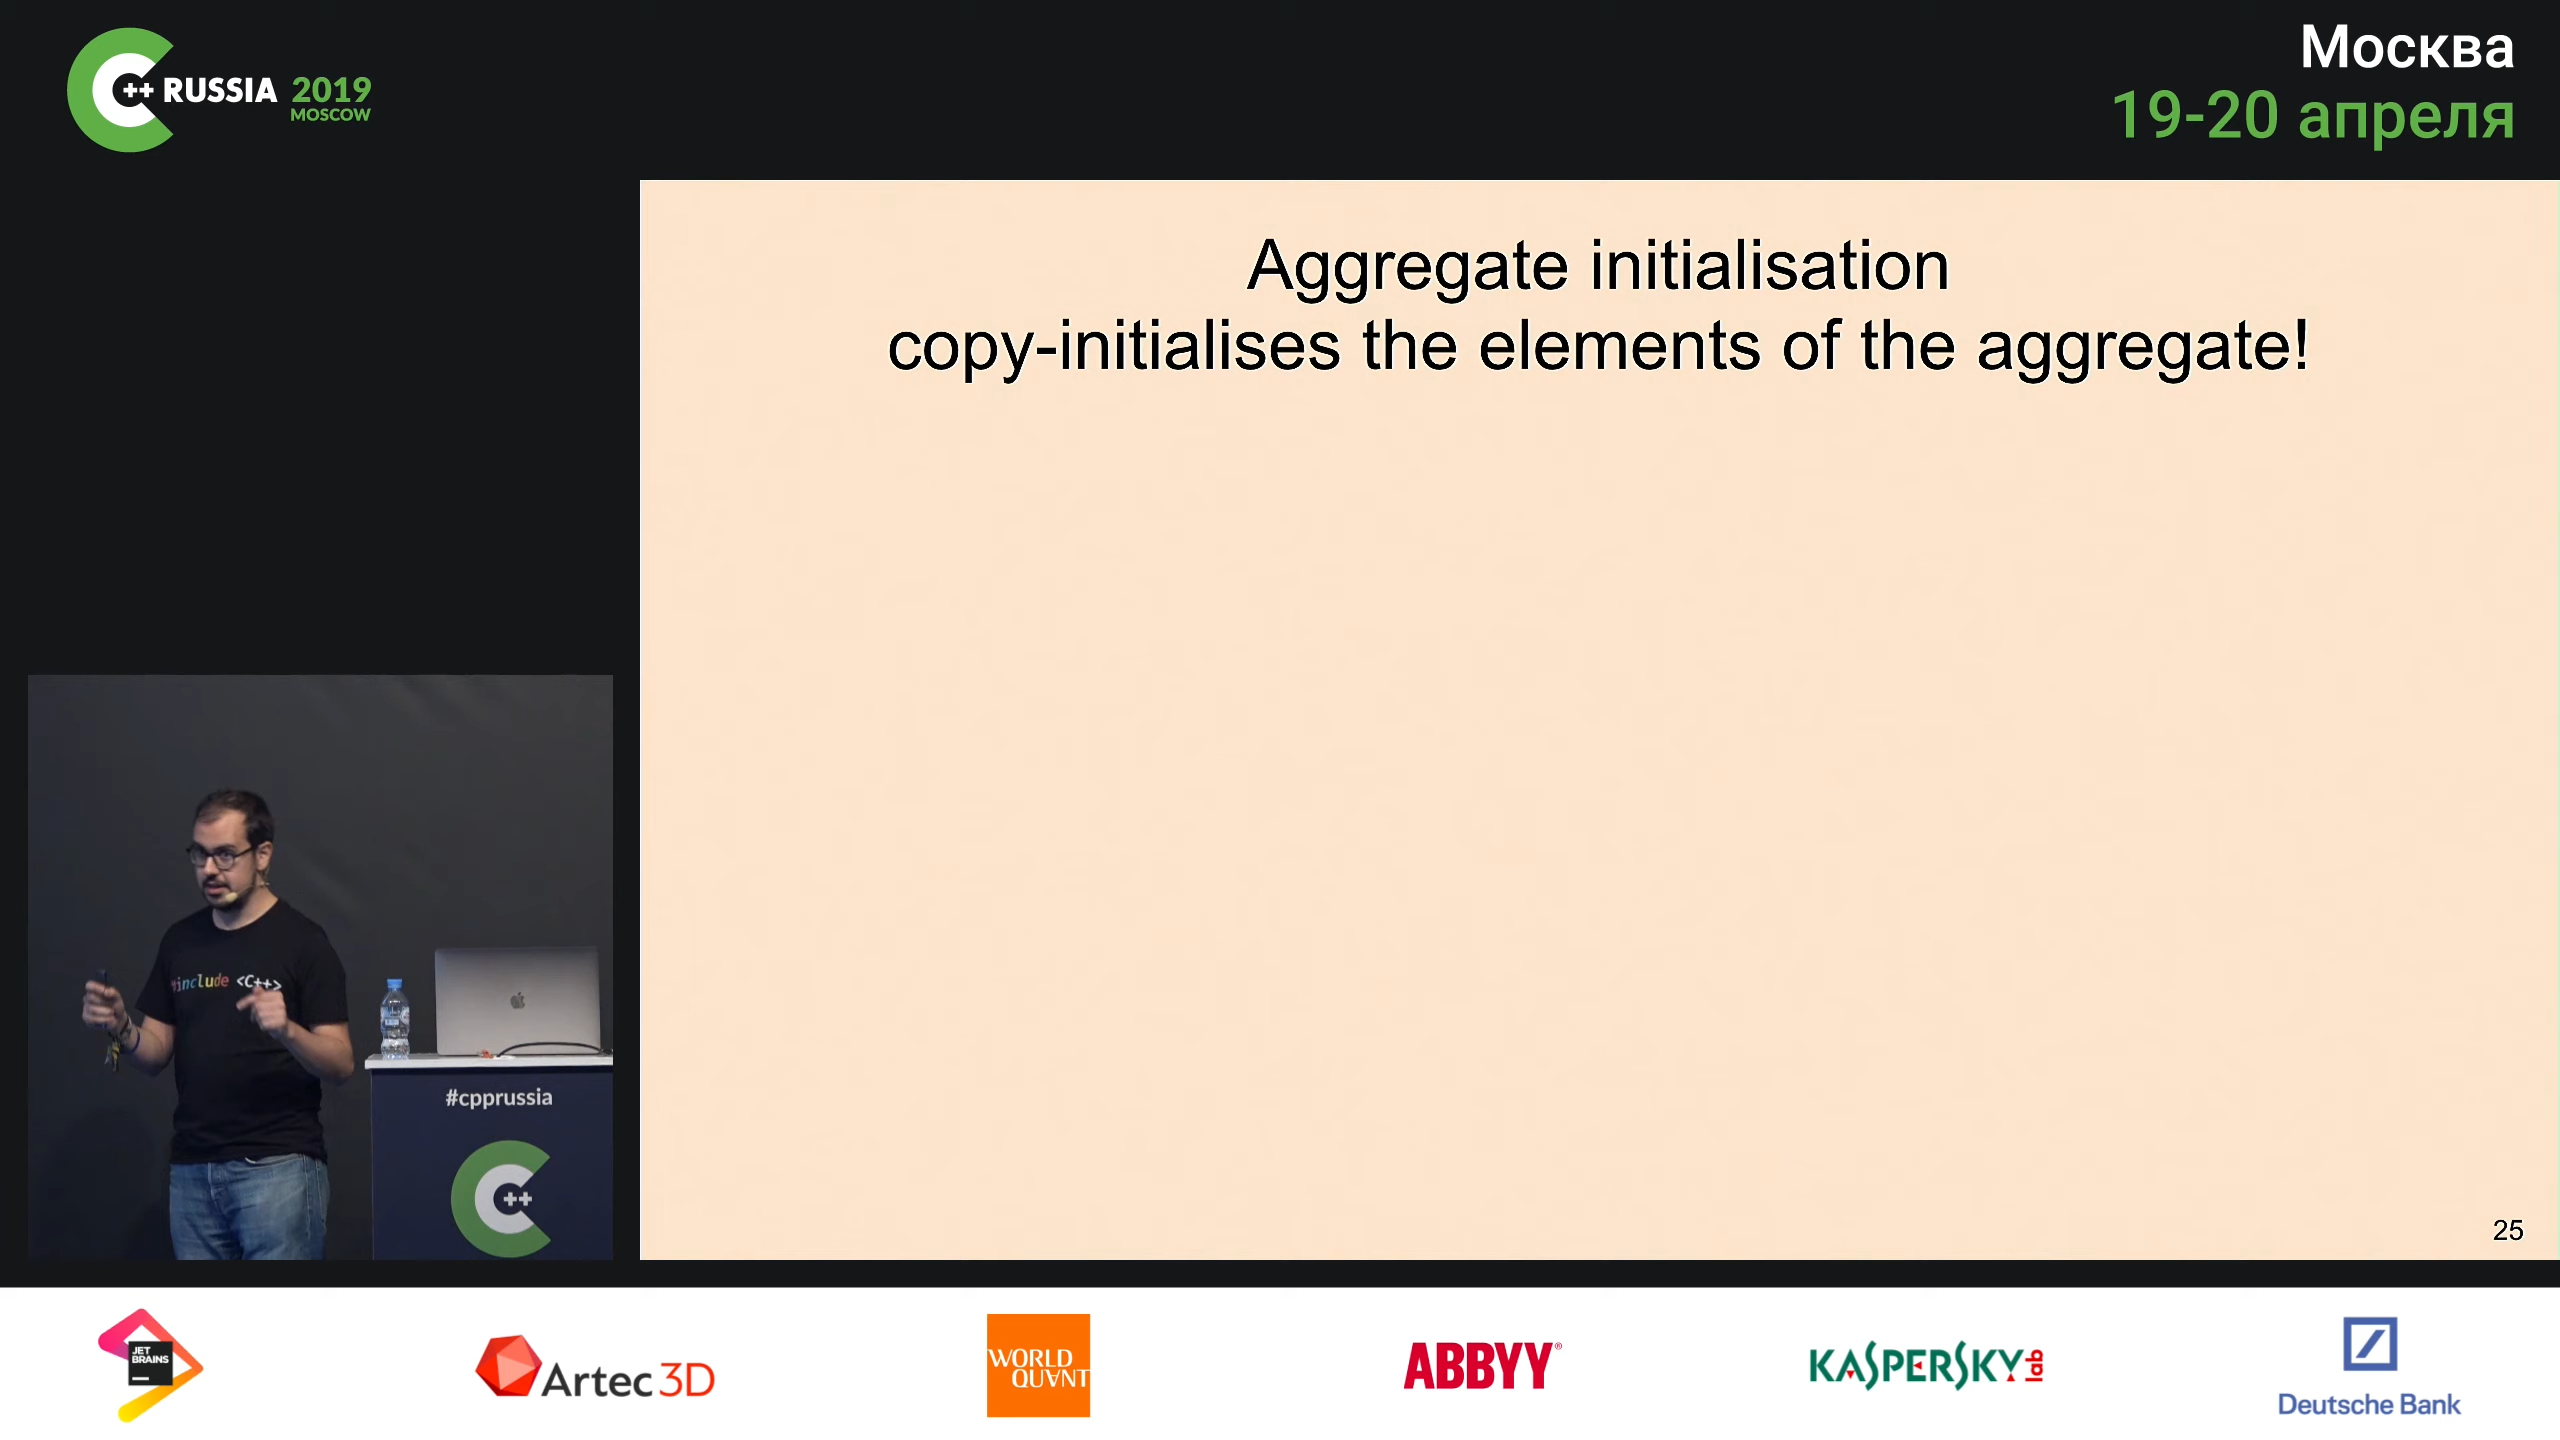 C++ RUSSIA 2019
MOSCOW
Москва
19-20 апреля
Aggregate initialisation
copy-initialises the elements of the aggregate!
#include <C++>
#cpprussia
C++
25
JET
BRAINS
Artec 3D
WORLD
QUANT
ABBYY®
KASPERSKY lab
Deutsche Bank